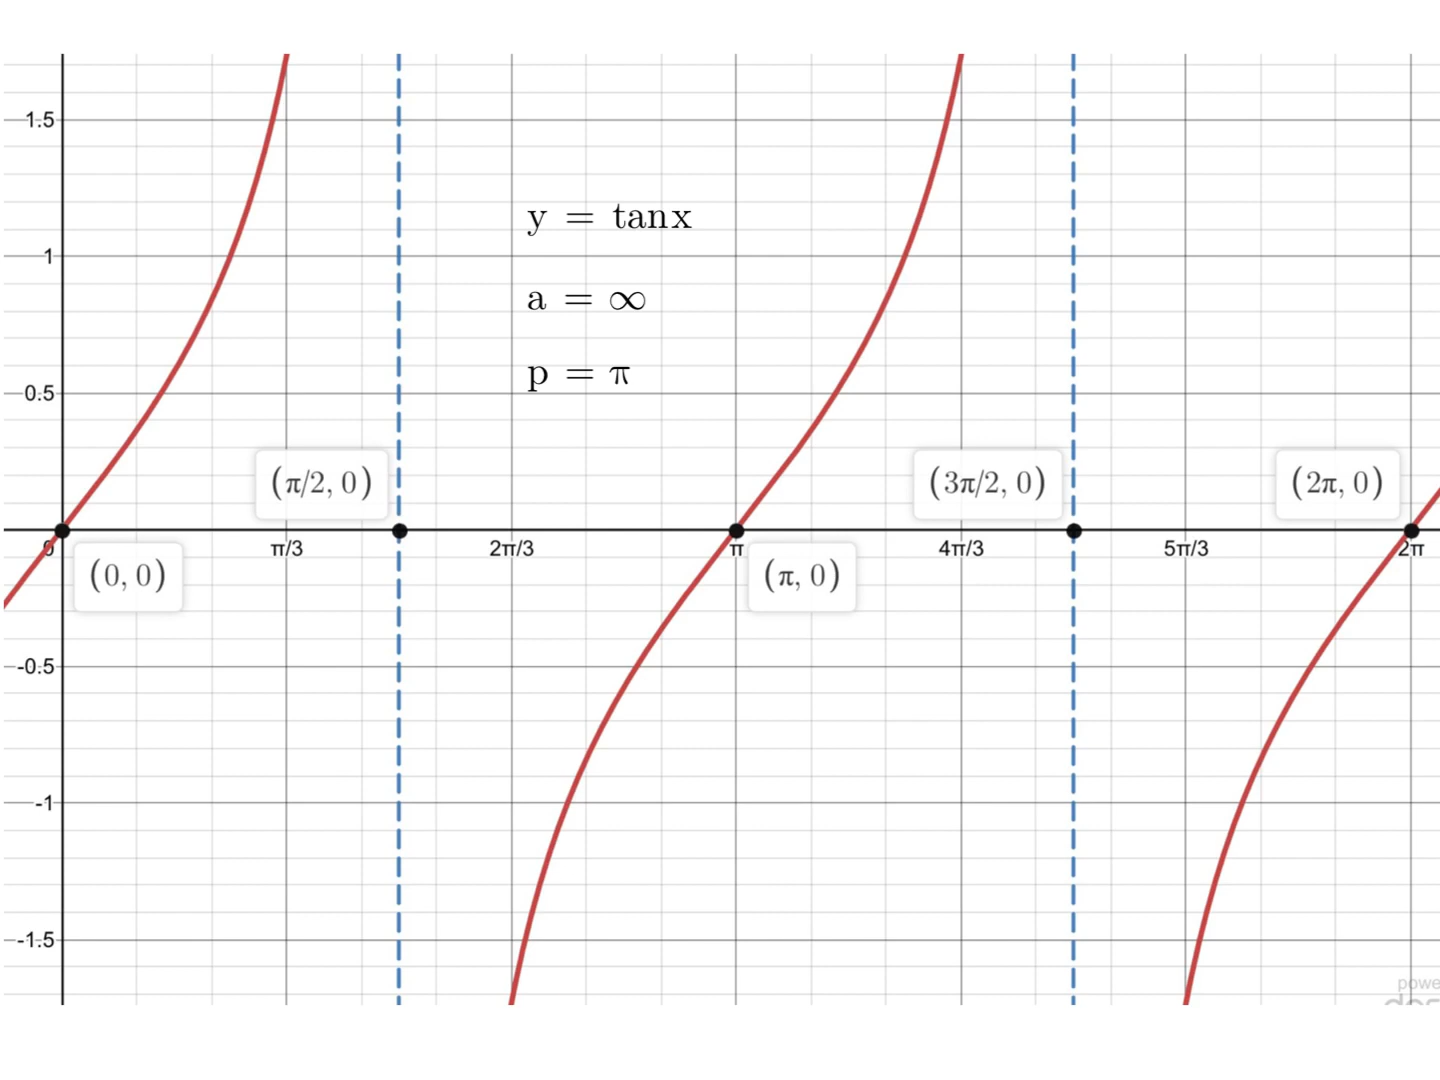 1.5
y = tanx
1
a = ∞
p = π
0.5
(π/2, 0)
(3π/2, 0)
(2π, 0)
0
π/3
2π/3
π
4π/3
5π/3
2π
(0, 0)
(π, 0)
-0.5
-1
-1.5
powe